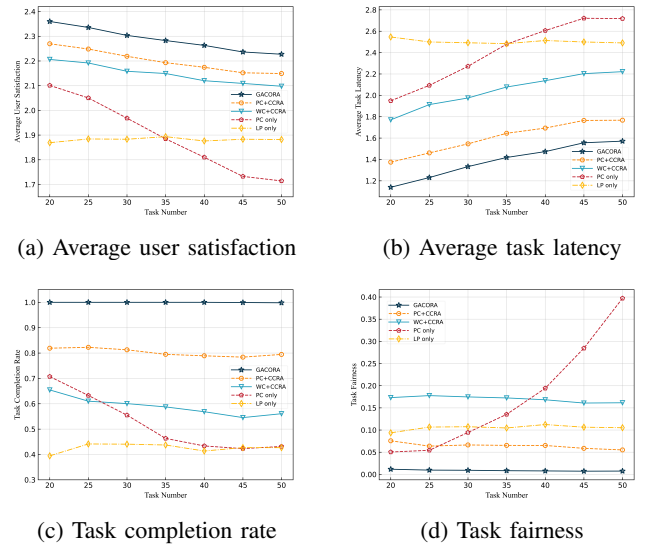 2.4
2.3
2.2
2.1
2.0
1.9
1.8
1.7
Average User Satisfaction
GACORA
PC+CCRA
WC+CCRA
PC only
LP only
20 25 30 35 40 45 50
Task Number
(a) Average user satisfaction
2.8
2.6
2.4
2.2
2.0
1.8
1.6
1.4
1.2
Average Task Latency
GACORA
PC+CCRA
WC+CCRA
PC only
LP only
20 25 30 35 40 45 50
Task Number
(b) Average task latency
1.0
0.9
0.8
0.7
0.6
0.5
0.4
0.3
Task Completion Rate
GACORA
PC+CCRA
WC+CCRA
PC only
LP only
20 25 30 35 40 45 50
Task Number
(c) Task completion rate
0.40
0.35
0.30
0.25
0.20
0.15
0.10
0.05
0.00
Task Fairness
GACORA
PC+CCRA
WC+CCRA
PC only
LP only
20 25 30 35 40 45 50
Task Number
(d) Task fairness